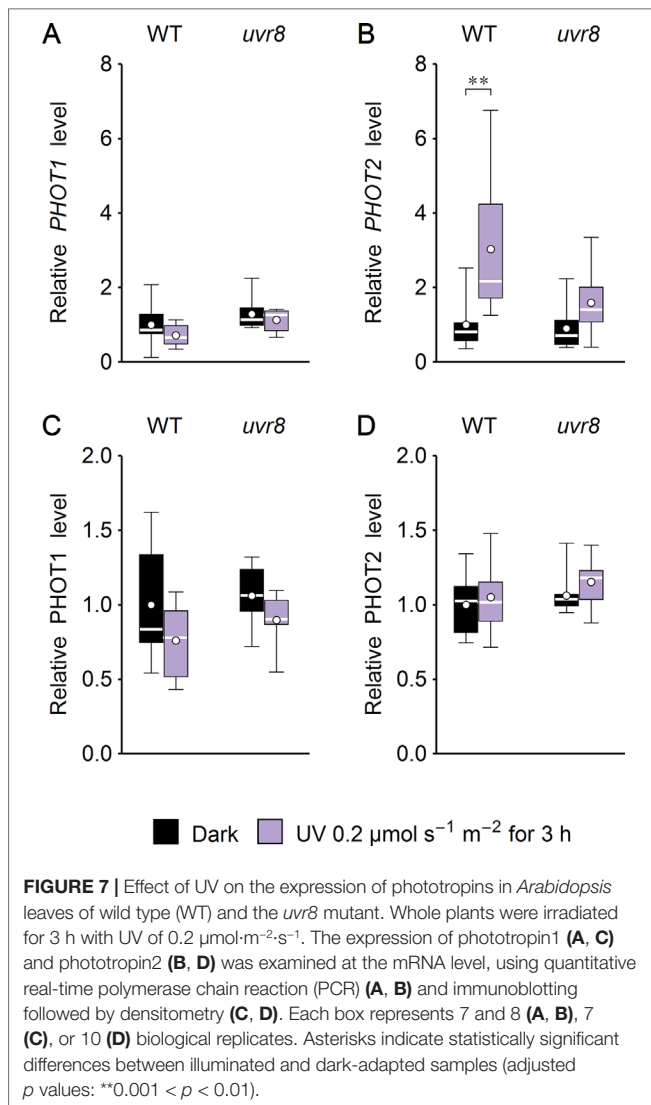 A
WT
uvr8
Relative PHOT1 level
8
6
4
2
0
B
WT
uvr8
**
Relative PHOT2 level
8
6
4
2
0
C
WT
uvr8
Relative PHOT1 level
2.0
1.5
1.0
0.5
0.0
D
WT
uvr8
Relative PHOT2 level
2.0
1.5
1.0
0.5
0.0
Dark
UV 0.2 µmol s⁻¹ m⁻² for 3 h
FIGURE 7 | Effect of UV on the expression of phototropins in Arabidopsis
leaves of wild type (WT) and the uvr8 mutant. Whole plants were irradiated
for 3 h with UV of 0.2 µmol·m⁻²·s⁻¹. The expression of phototropin1 (A, C)
and phototropin2 (B, D) was examined at the mRNA level, using quantitative
real-time polymerase chain reaction (PCR) (A, B) and immunoblotting
followed by densitometry (C, D). Each box represents 7 and 8 (A, B), 7
(C), or 10 (D) biological replicates. Asterisks indicate statistically significant
differences between illuminated and dark-adapted samples (adjusted
p values: **0.001 < p < 0.01).